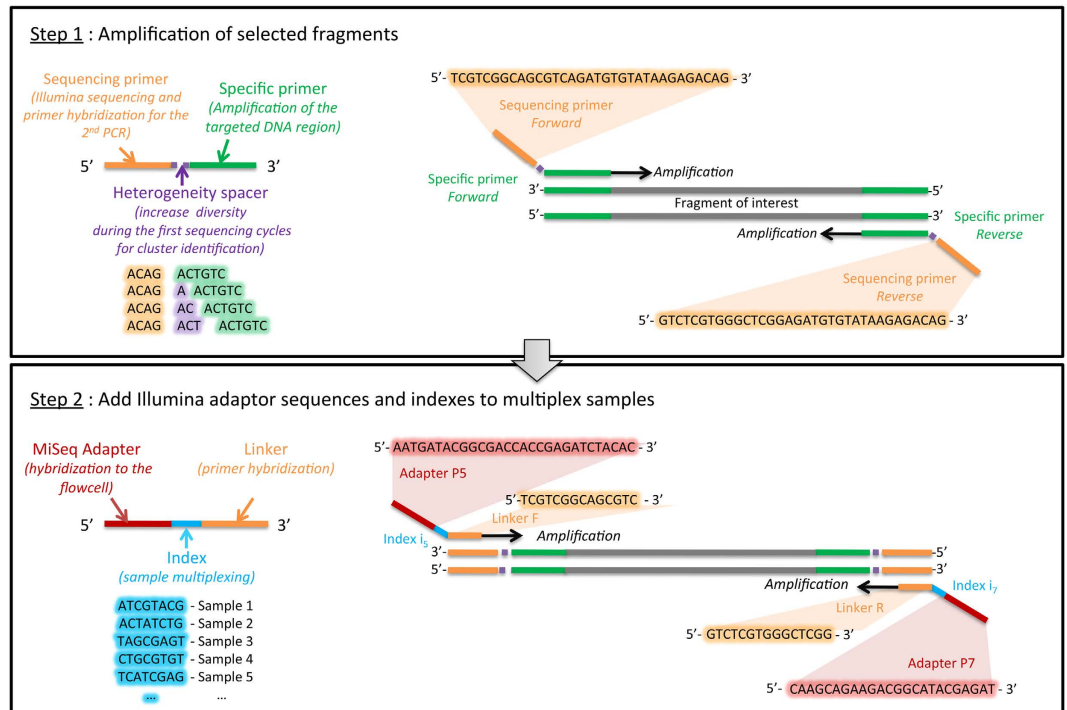 Step 1 : Amplification of selected fragments
Sequencing primer
(Illumina sequencing and
primer hybridization for the
2nd PCR)
Specific primer
(Amplification of the
targeted DNA region)
5’
3’
Heterogeneity spacer
(increase diversity
during the first sequencing cycles
for cluster identification)
ACAG ACTGTC
ACAG A ACTGTC
ACAG AC ACTGTC
ACAG ACT ACTGTC
5’- TCGTCGGCAGCGTCAGATGTGTATAAGAGACAG - 3’
Sequencing primer
Forward
Amplification
Specific primer
Forward
3’- -5’
Fragment of interest
5’- -3’
Specific primer
Reverse
Amplification
Sequencing primer
Reverse
5’- GTCTCGTGGGCTCGGAGATGTGTATAAGAGACAG - 3’
Step 2 : Add Illumina adaptor sequences and indexes to multiplex samples
MiSeq Adapter
(hybridization to the
flowcell)
Linker
(primer hybridization)
5’
3’
Index
(sample multiplexing)
ATCGTACG - Sample 1
ACTATCTG - Sample 2
TAGCGAGT - Sample 3
CTGCGTGT - Sample 4
TCATCGAG - Sample 5
... ...
5’- AATGATACGGCGACCACCGAGATCTACAC - 3’
Adapter P5
5’-TCGTCGGCAGCGTC - 3’
Linker F
Index i5
Amplification
3’- -5’
5’- -3’
Amplification
Index i7
Linker R
5’- GTCTCGTGGGCTCGG - 3’
Adapter P7
5’- CAAGCAGAAGACGGCATACGAGAT - 3’